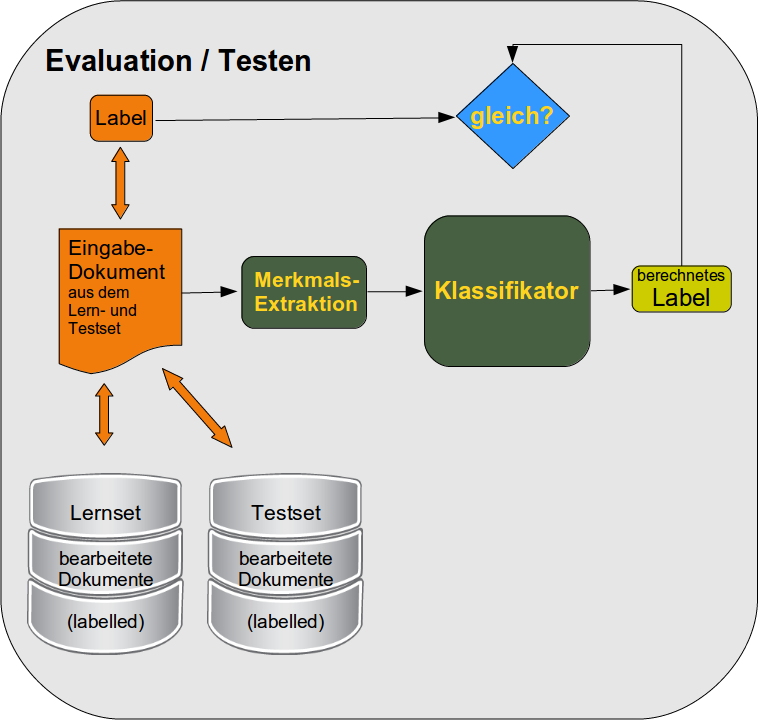 Evaluation / Testen
Label
gleich?
Eingabe-
Dokument
aus dem
Lern- und
Testset
Merkmals-
Extraktion
Klassifikator
berechnetes
Label
Lernset
bearbeitete
Dokumente
(labelled)
Testset
bearbeitete
Dokumente
(labelled)